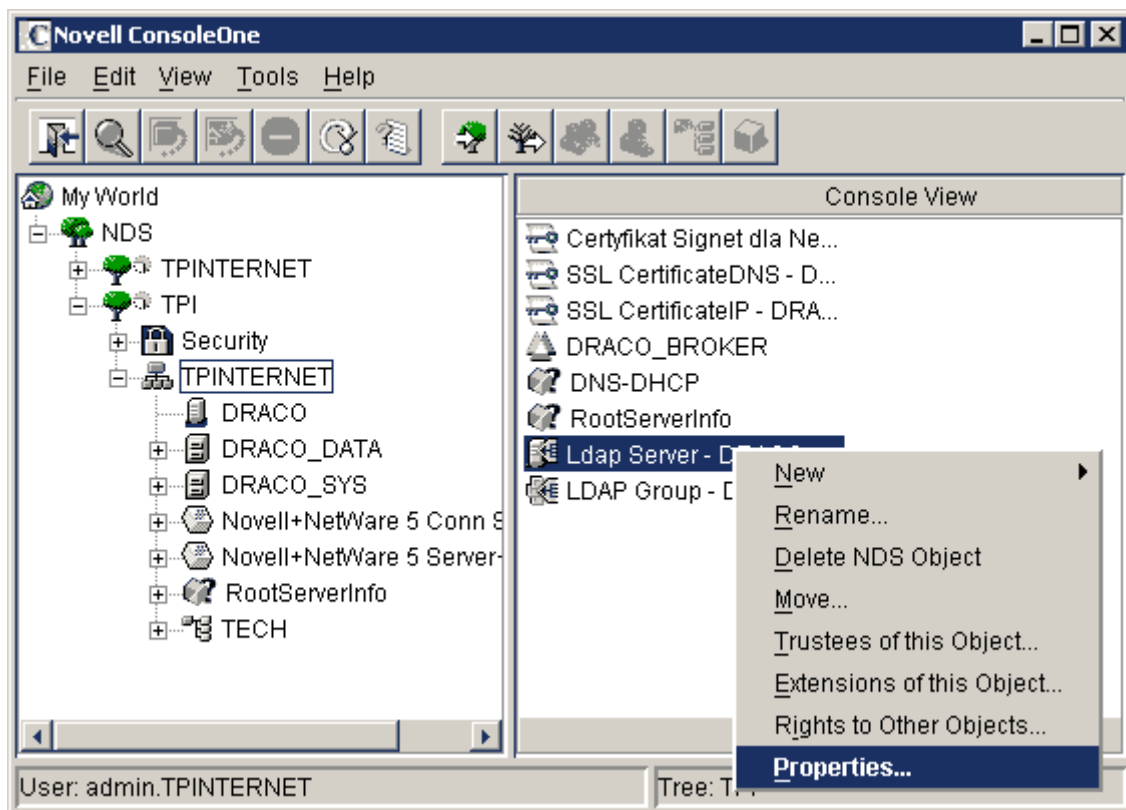 Novell ConsoleOne
File Edit View Tools Help
My World
NDS
TPINTERNET
TPI
Security
TPINTERNET
DRACO
DRACO_DATA
DRACO_SYS
Novell+NetWare 5 Conn S
Novell+NetWare 5 Server-
RootServerInfo
TECH
Console View
Certyfikat Signet dla Ne...
SSL CertificateDNS - D...
SSL CertificateIP - DRA...
DRACO_BROKER
DNS-DHCP
RootServerInfo
Ldap Server -
LDAP Group -
New
Rename...
Delete NDS Object
Move...
Trustees of this Object...
Extensions of this Object...
Rights to Other Objects...
Properties...
User: admin.TPINTERNET
Tree: